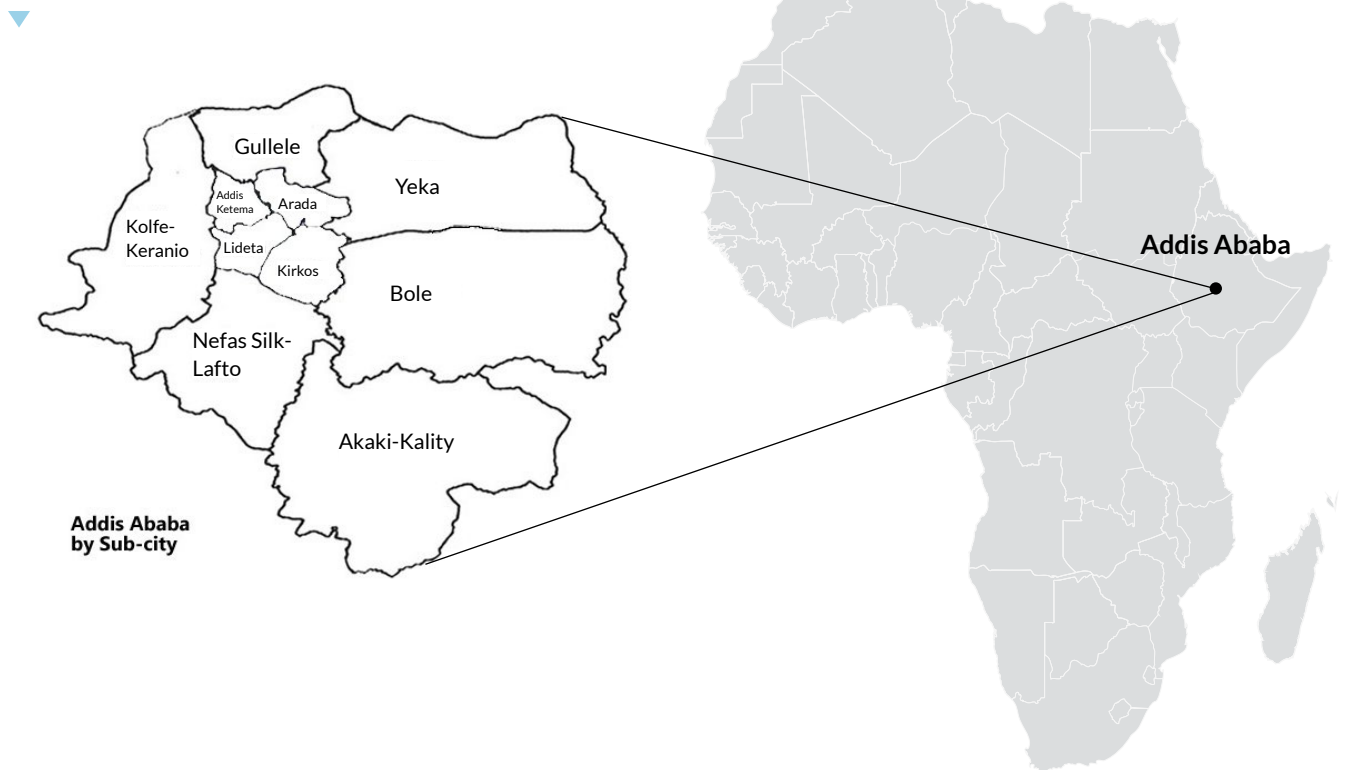 Gullele
Yeka
Addis
Ketema
Arada
Kolfe-
Keranio
Lideta
Kirkos
Bole
Nefas Silk-
Lafto
Akaki-Kality
Addis Ababa
by Sub-city
Addis Ababa